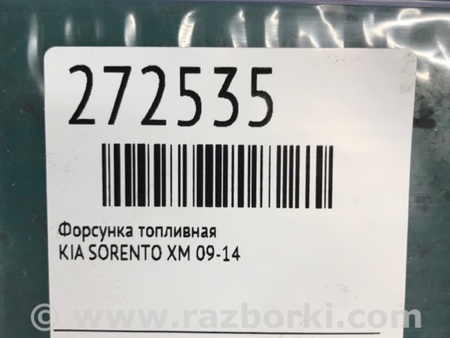 272535
Форсунка топливная
KIA SORENTO XM 09-14
© www.razborki.com